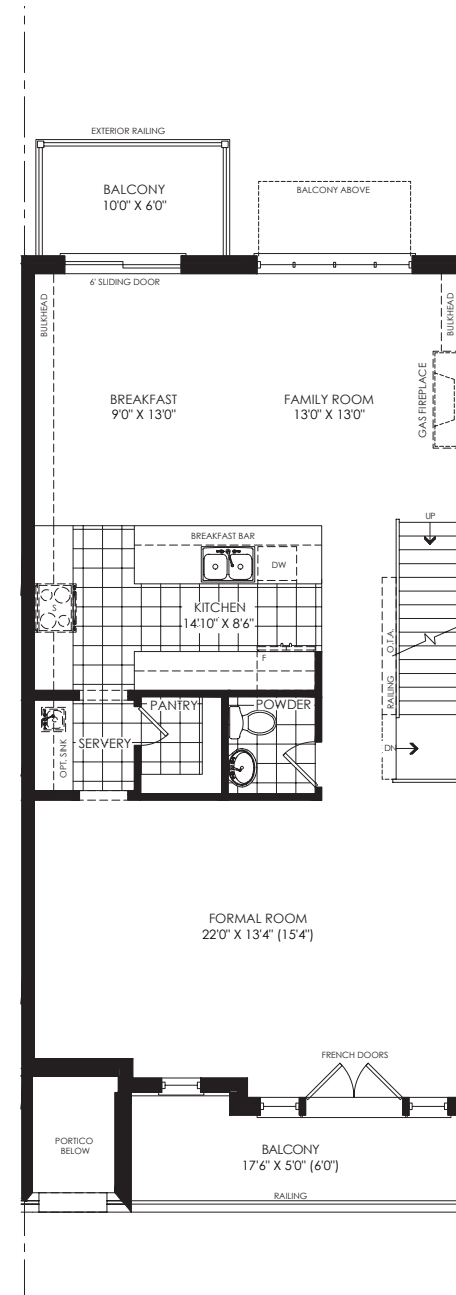 EXTERIOR RAILING
BALCONY
10'0" X 6'0"
BALCONY ABOVE
6' SLIDING DOOR
BULKHEAD
BULKHEAD
BREAKFAST
9'0" X 13'0"
FAMILY ROOM
13'0" X 13'0"
GAS FIREPLACE
UP
BREAKFAST BAR
DW
S
KITCHEN
14'10" X 8'6"
F
RAILING O.T.A.
PANTRY
POWDER
OPT. SINK
SERVERY
DN
FORMAL ROOM
22'0" X 13'4" (15'4")
FRENCH DOORS
PORTICO
BELOW
BALCONY
17'6" X 5'0" (6'0")
RAILING